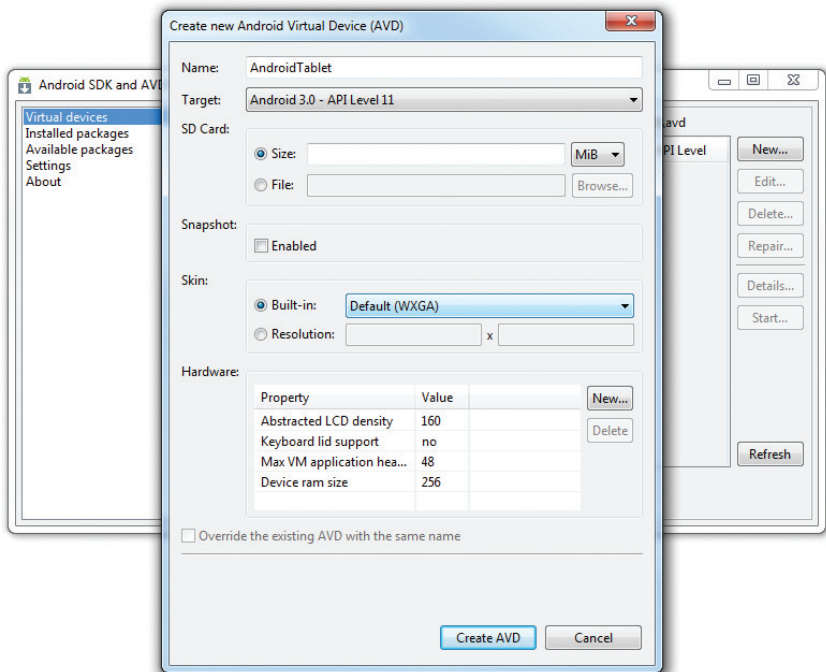 Create new Android Virtual Device (AVD)
Name: AndroidTablet
Target: Android 3.0 - API Level 11
SD Card:
Size: MiB
File: Browse...
Snapshot:
Enabled
Skin:
Built-in: Default (WXGA)
Resolution: x
Hardware:
Property Value New...
Abstracted LCD density 160 Delete
Keyboard lid support no
Max VM application hea... 48
Device ram size 256
Override the existing AVD with the same name
Create AVD Cancel
Android SDK and AVD
Virtual devices
Installed packages
Available packages
Settings
About
.avd
PI Level New...
Edit...
Delete...
Repair...
Details...
Start...
Refresh